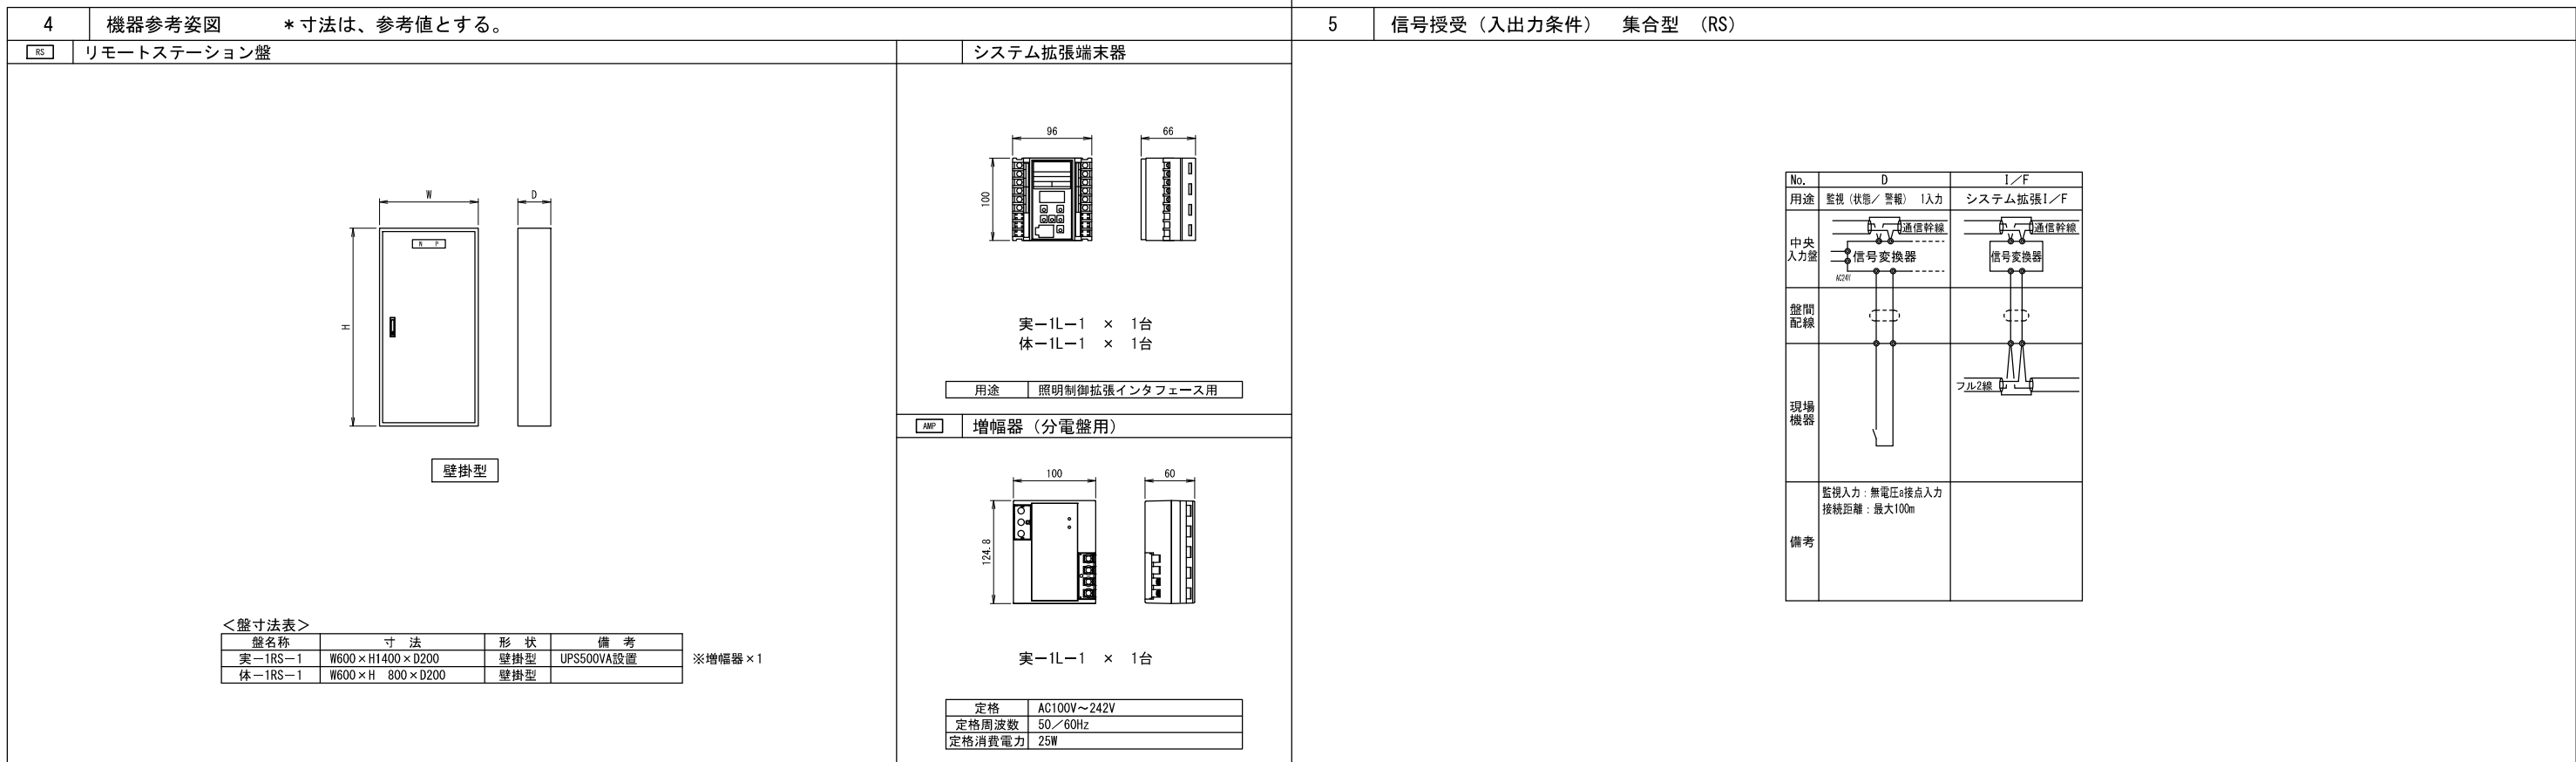 4 機器参考姿図 ＊寸法は、参考値とする。
RS リモートステーション盤
W
D
H
N P
壁掛型
＜盤寸法表＞
盤名称 寸 法 形 状 備 考
実－1RS－1 W600×H1400×D200 壁掛型 UPS500VA設置 ※増幅器×1
体－1RS－1 W600×H 800×D200 壁掛型
システム拡張端末器
96
66
100
実－1L－1 × 1台
体－1L－1 × 1台
用途 照明制御拡張インタフェース用
AMP 増幅器（分電盤用）
100
60
124.8
実－1L－1 × 1台
定格 AC100V～242V
定格周波数 50／60Hz
定格消費電力 25W
5 信号授受（入出力条件） 集合型 （RS）
No. D I／F
用途 監視（状態／ 警報） 1入力 システム拡張I／F
中央
入力盤
通信幹線
信号変換器
AC24V
通信幹線
信号変換器
盤間
配線
現場
機器
フル2線
備考
監視入力：無電圧a接点入力
接続距離：最大100m